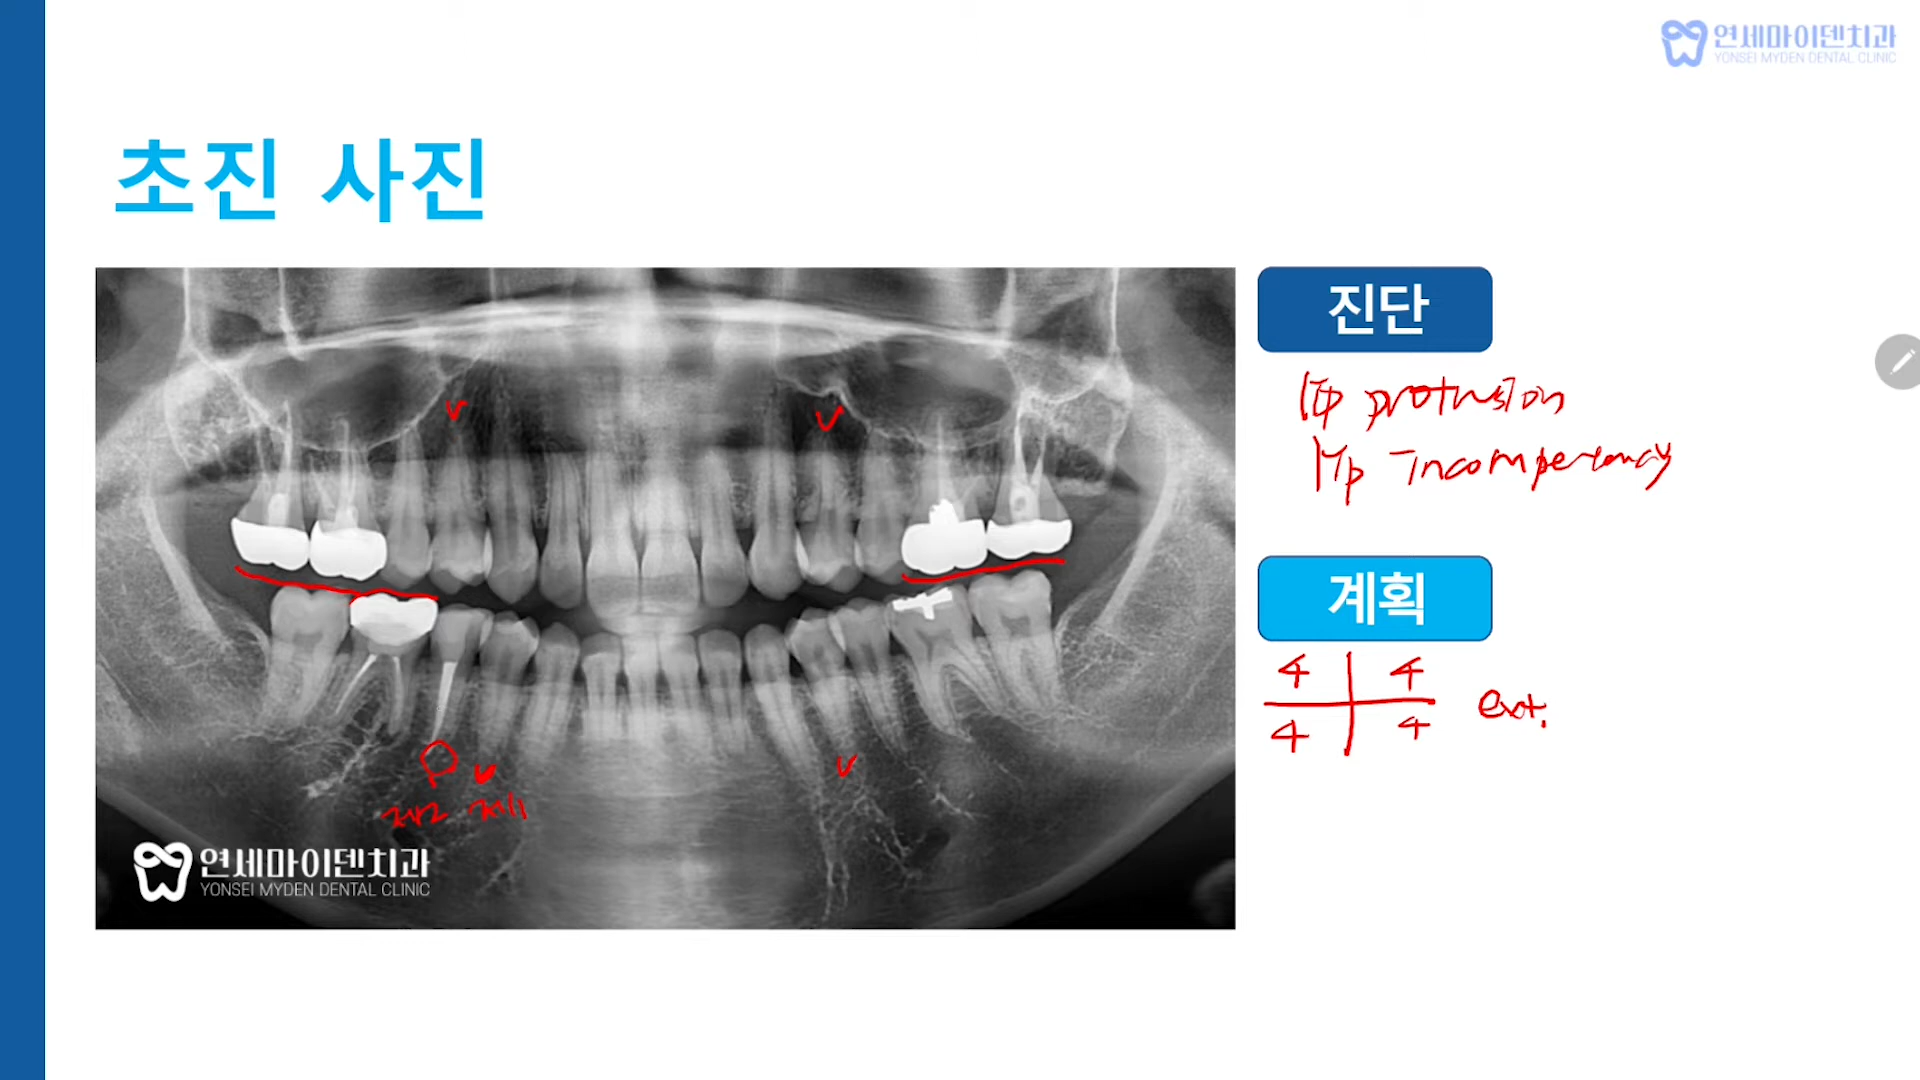 연세마이덴치과
YONSEI MYDEN DENTAL CLINIC
초진 사진
진단
lip protrusion
lip incompetency
계획
4 4
4 4
ext.
연세마이덴치과
YONSEI MYDEN DENTAL CLINIC